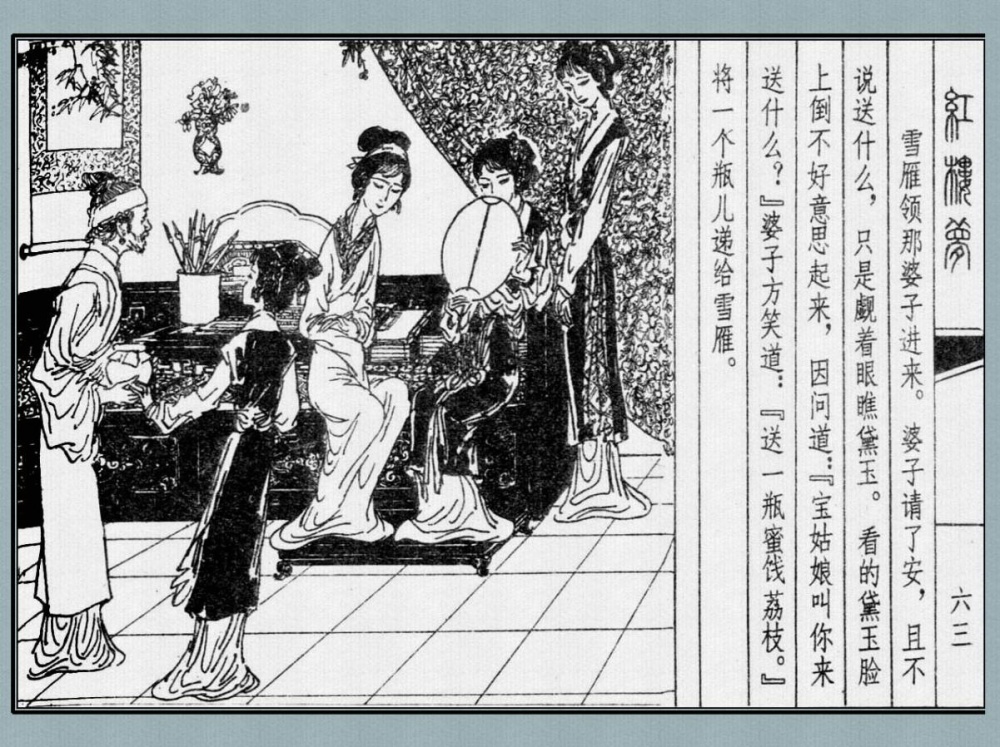 紅樓夢
六三
雪雁领那婆子进来。婆子请了安，且不
说送什么，只是觑着眼瞧黛玉。看的黛玉脸
上倒不好意思起来，因问道：『宝姑娘叫你来
送什么？』婆子方笑道：『送一瓶蜜饯荔枝。』
将一个瓶儿递给雪雁。